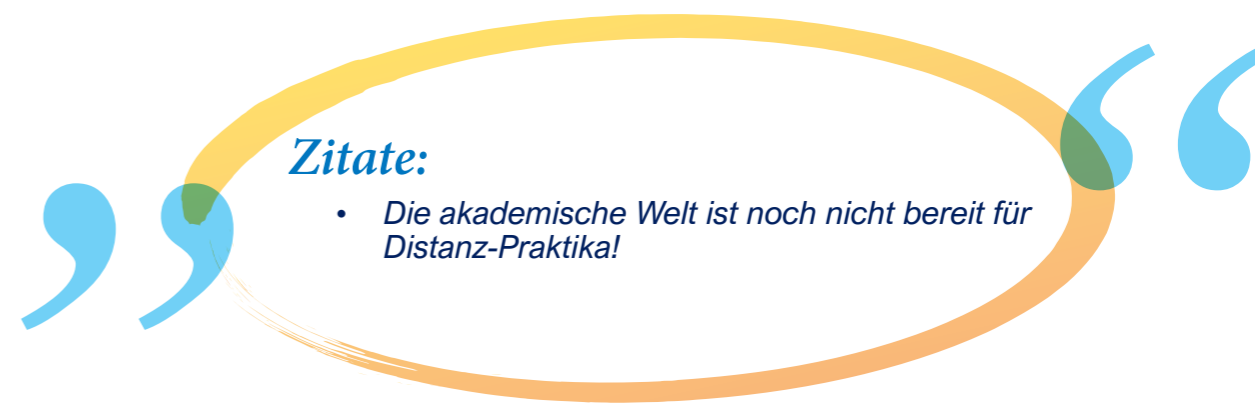 Zitate:
• Die akademische Welt ist noch nicht bereit für
Distanz-Praktika!